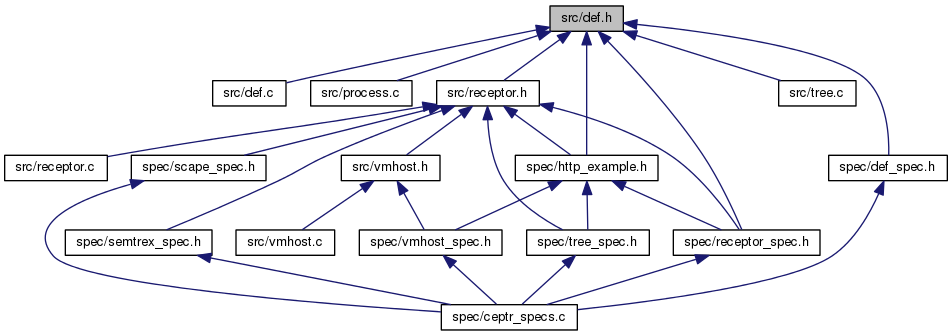 src/def.h
src/def.c
src/process.c
src/receptor.h
src/tree.c
src/receptor.c
spec/scape_spec.h
src/vmhost.h
spec/http_example.h
spec/def_spec.h
spec/semtrex_spec.h
src/vmhost.c
spec/vmhost_spec.h
spec/tree_spec.h
spec/receptor_spec.h
spec/ceptr_specs.c